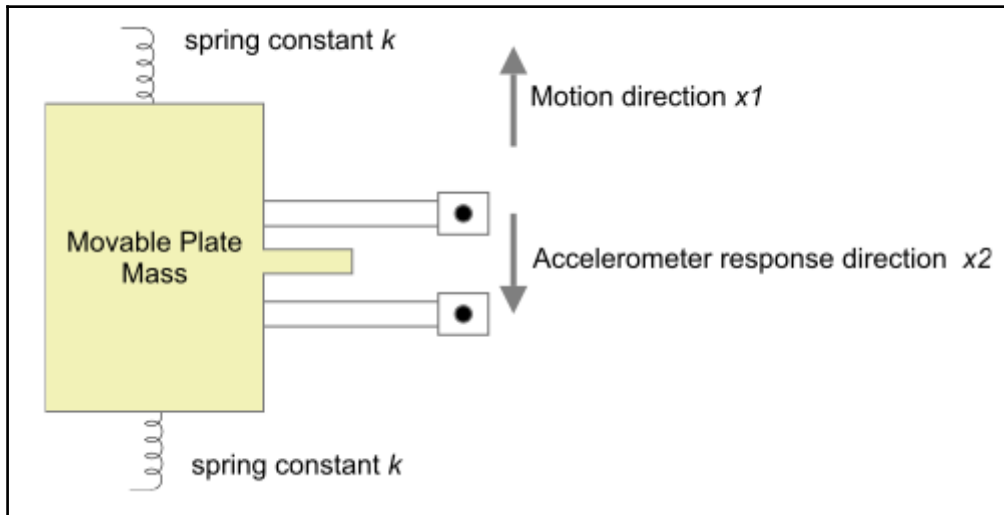 spring constant k
Motion direction x1
Movable Plate
Mass
Accelerometer response direction x2
spring constant k